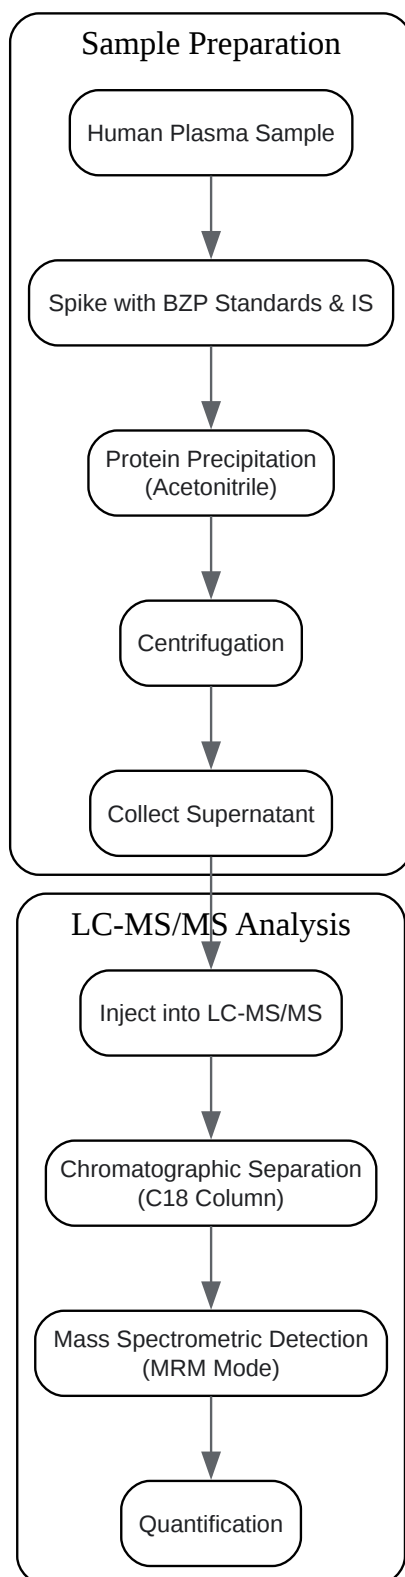 Sample Preparation
Human Plasma Sample
Spike with BZP Standards & IS
Protein Precipitation
(Acetonitrile)
Centrifugation
Collect Supernatant
LC-MS/MS Analysis
Inject into LC-MS/MS
Chromatographic Separation
(C18 Column)
Mass Spectrometric Detection
(MRM Mode)
Quantification